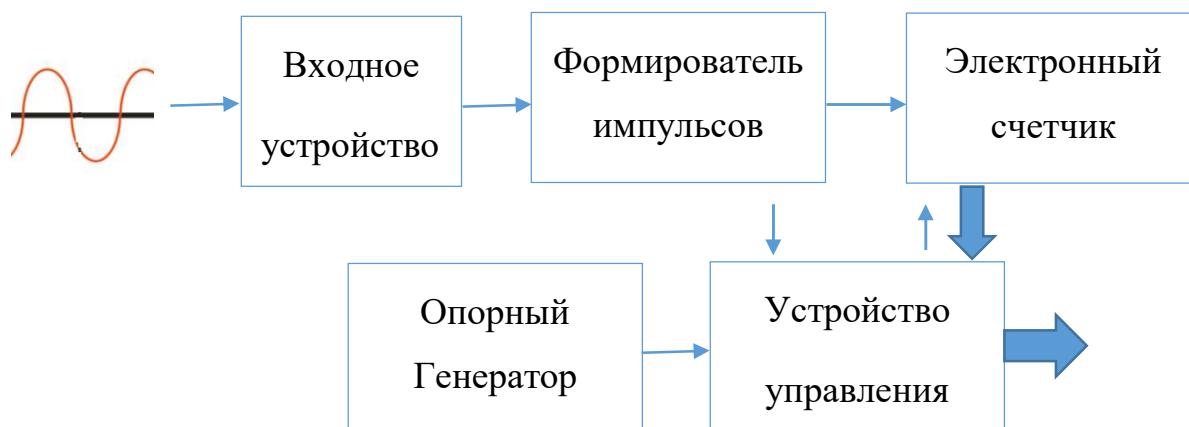 Входное
устройство
Формирователь
импульсов
Электронный
счетчик
Опорный
Генератор
Устройство
управления